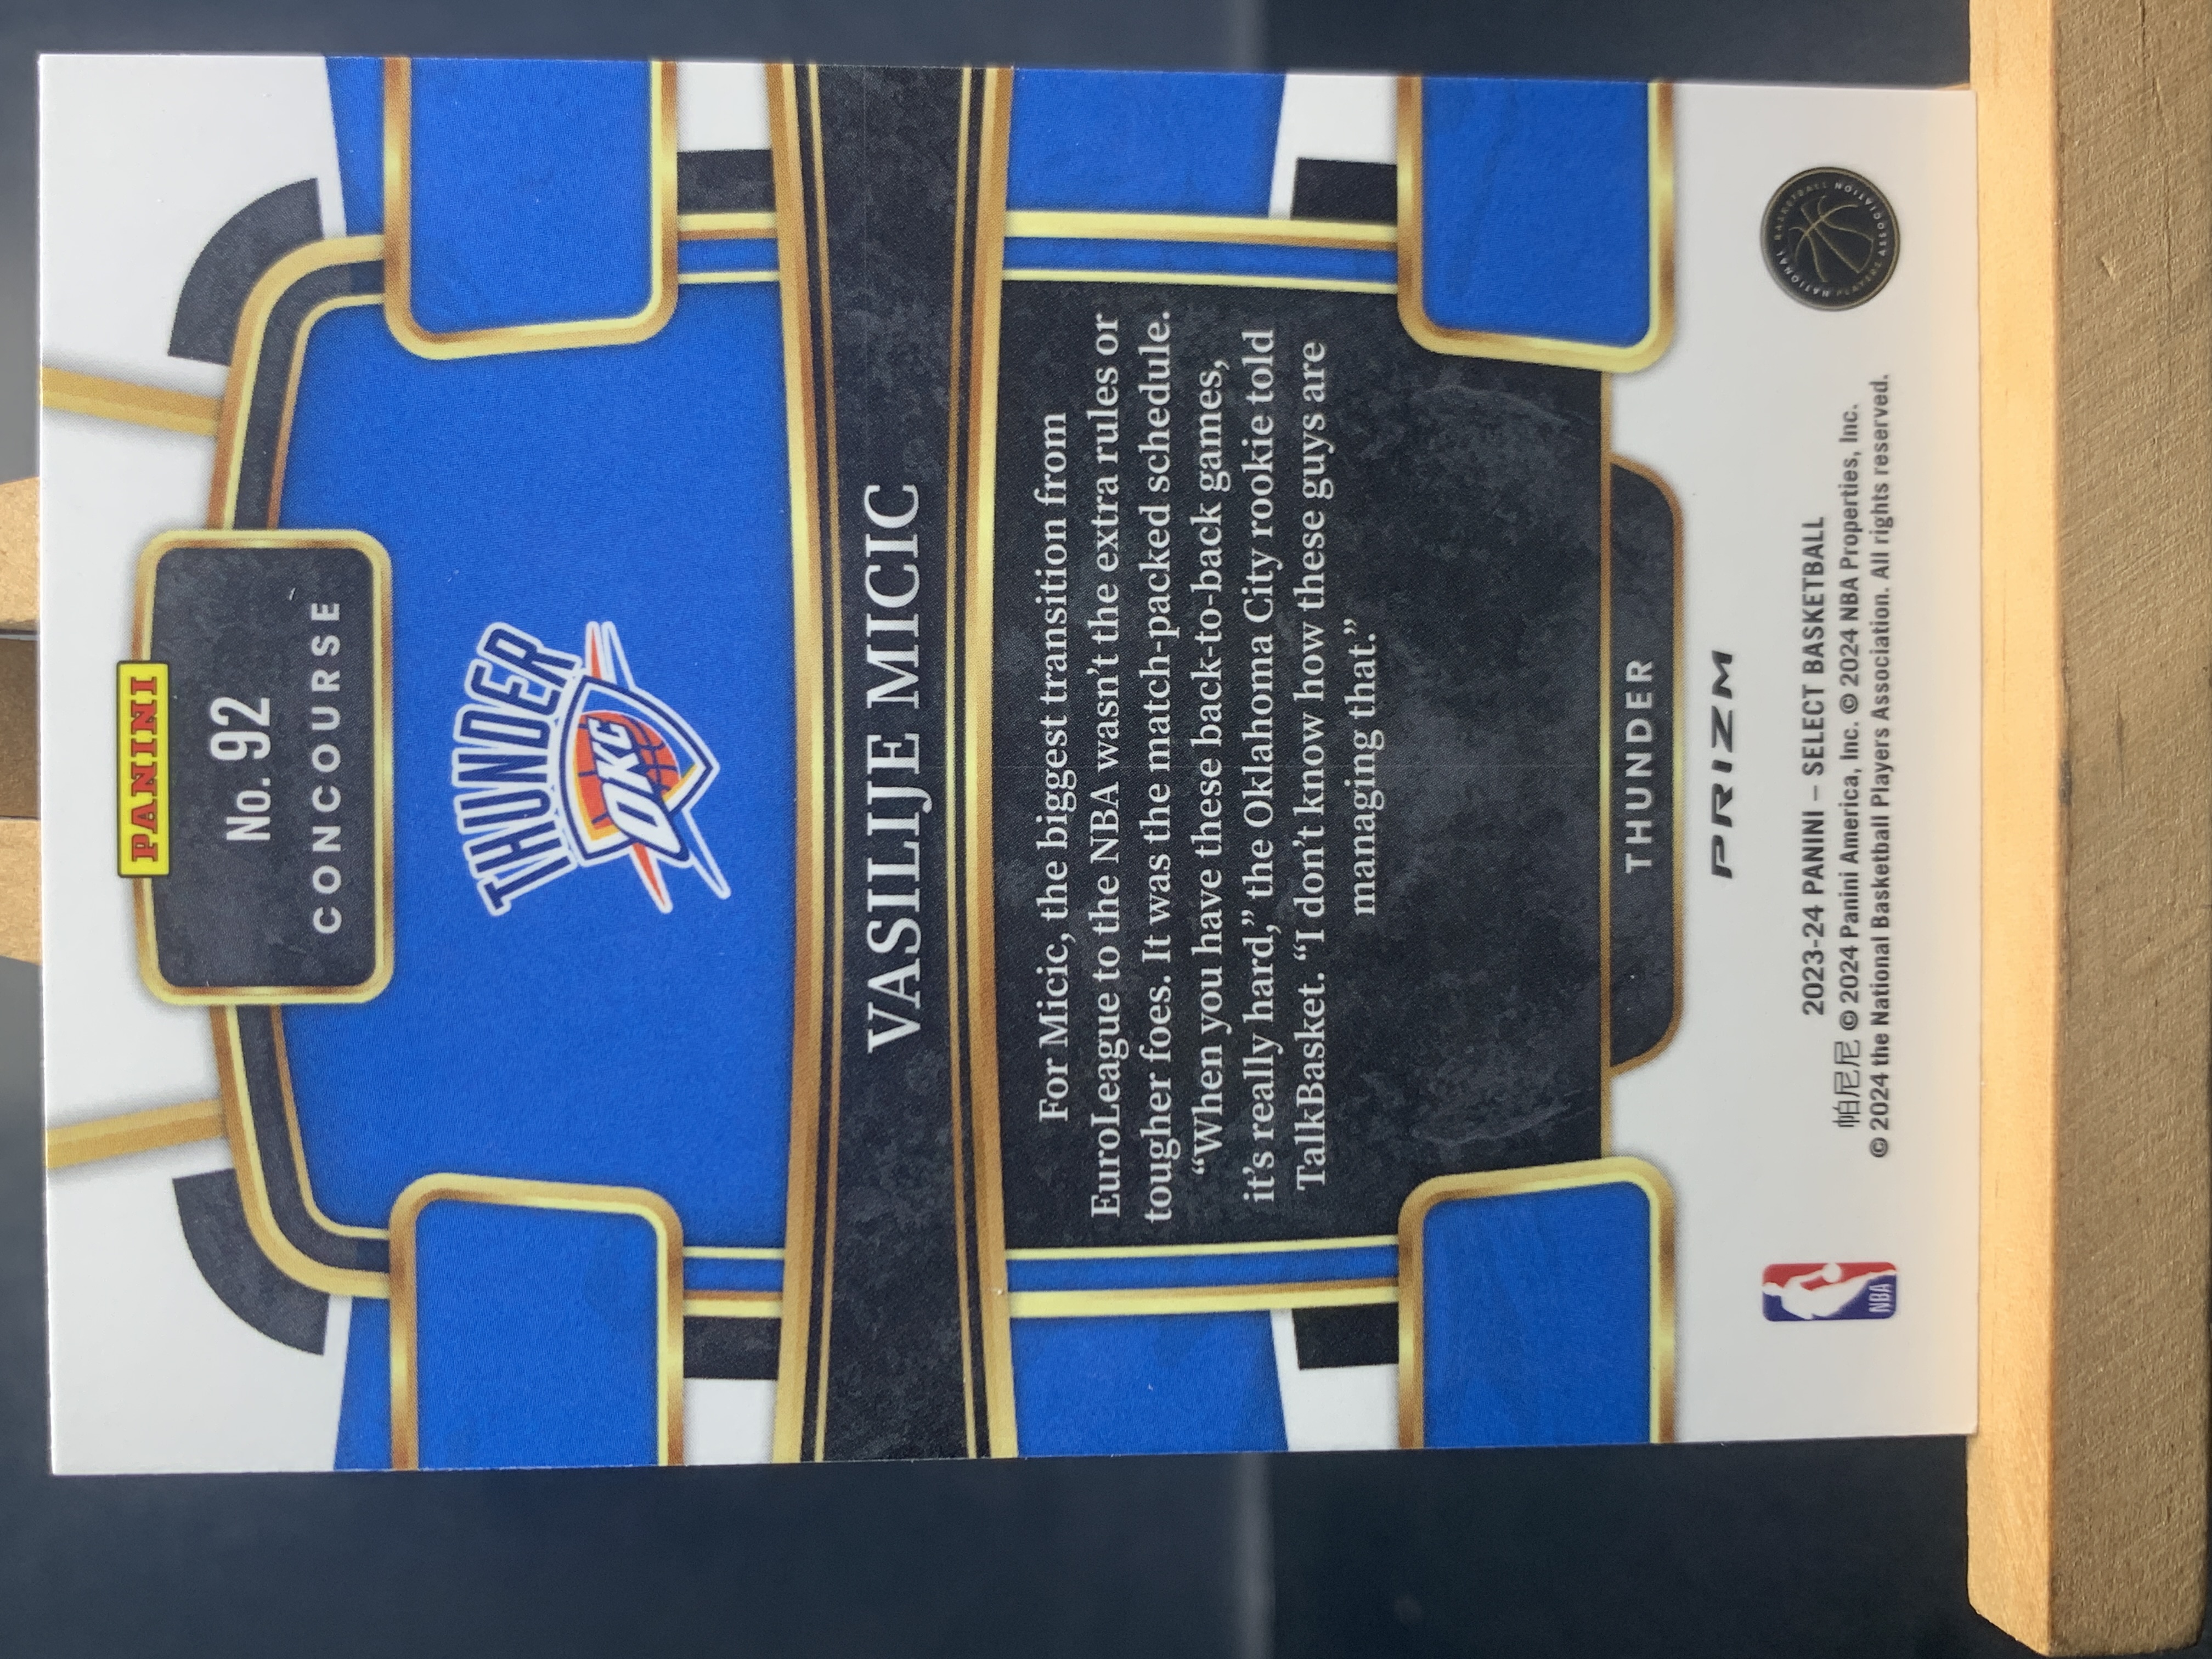 PANINI
No. 92
CONCOURSE
THUNDER
OKC
VASILIJE MICIC
For Micic, the biggest transition from
EuroLeague to the NBA wasn't the extra rules or
tougher foes. It was the match-packed schedule.
“When you have these back-to-back games,
it's really hard,” the Oklahoma City rookie told
TalkBasket. “I don't know how these guys are
managing that.”
THUNDER
PRIZM
2023-24 PANINI – SELECT BASKETBALL
帕尼尼 © 2024 Panini America, Inc. © 2024 NBA Properties, Inc.
© 2024 the National Basketball Players Association. All rights reserved.
NBA
NATIONAL BASKETBALL PLAYERS ASSOCIATION